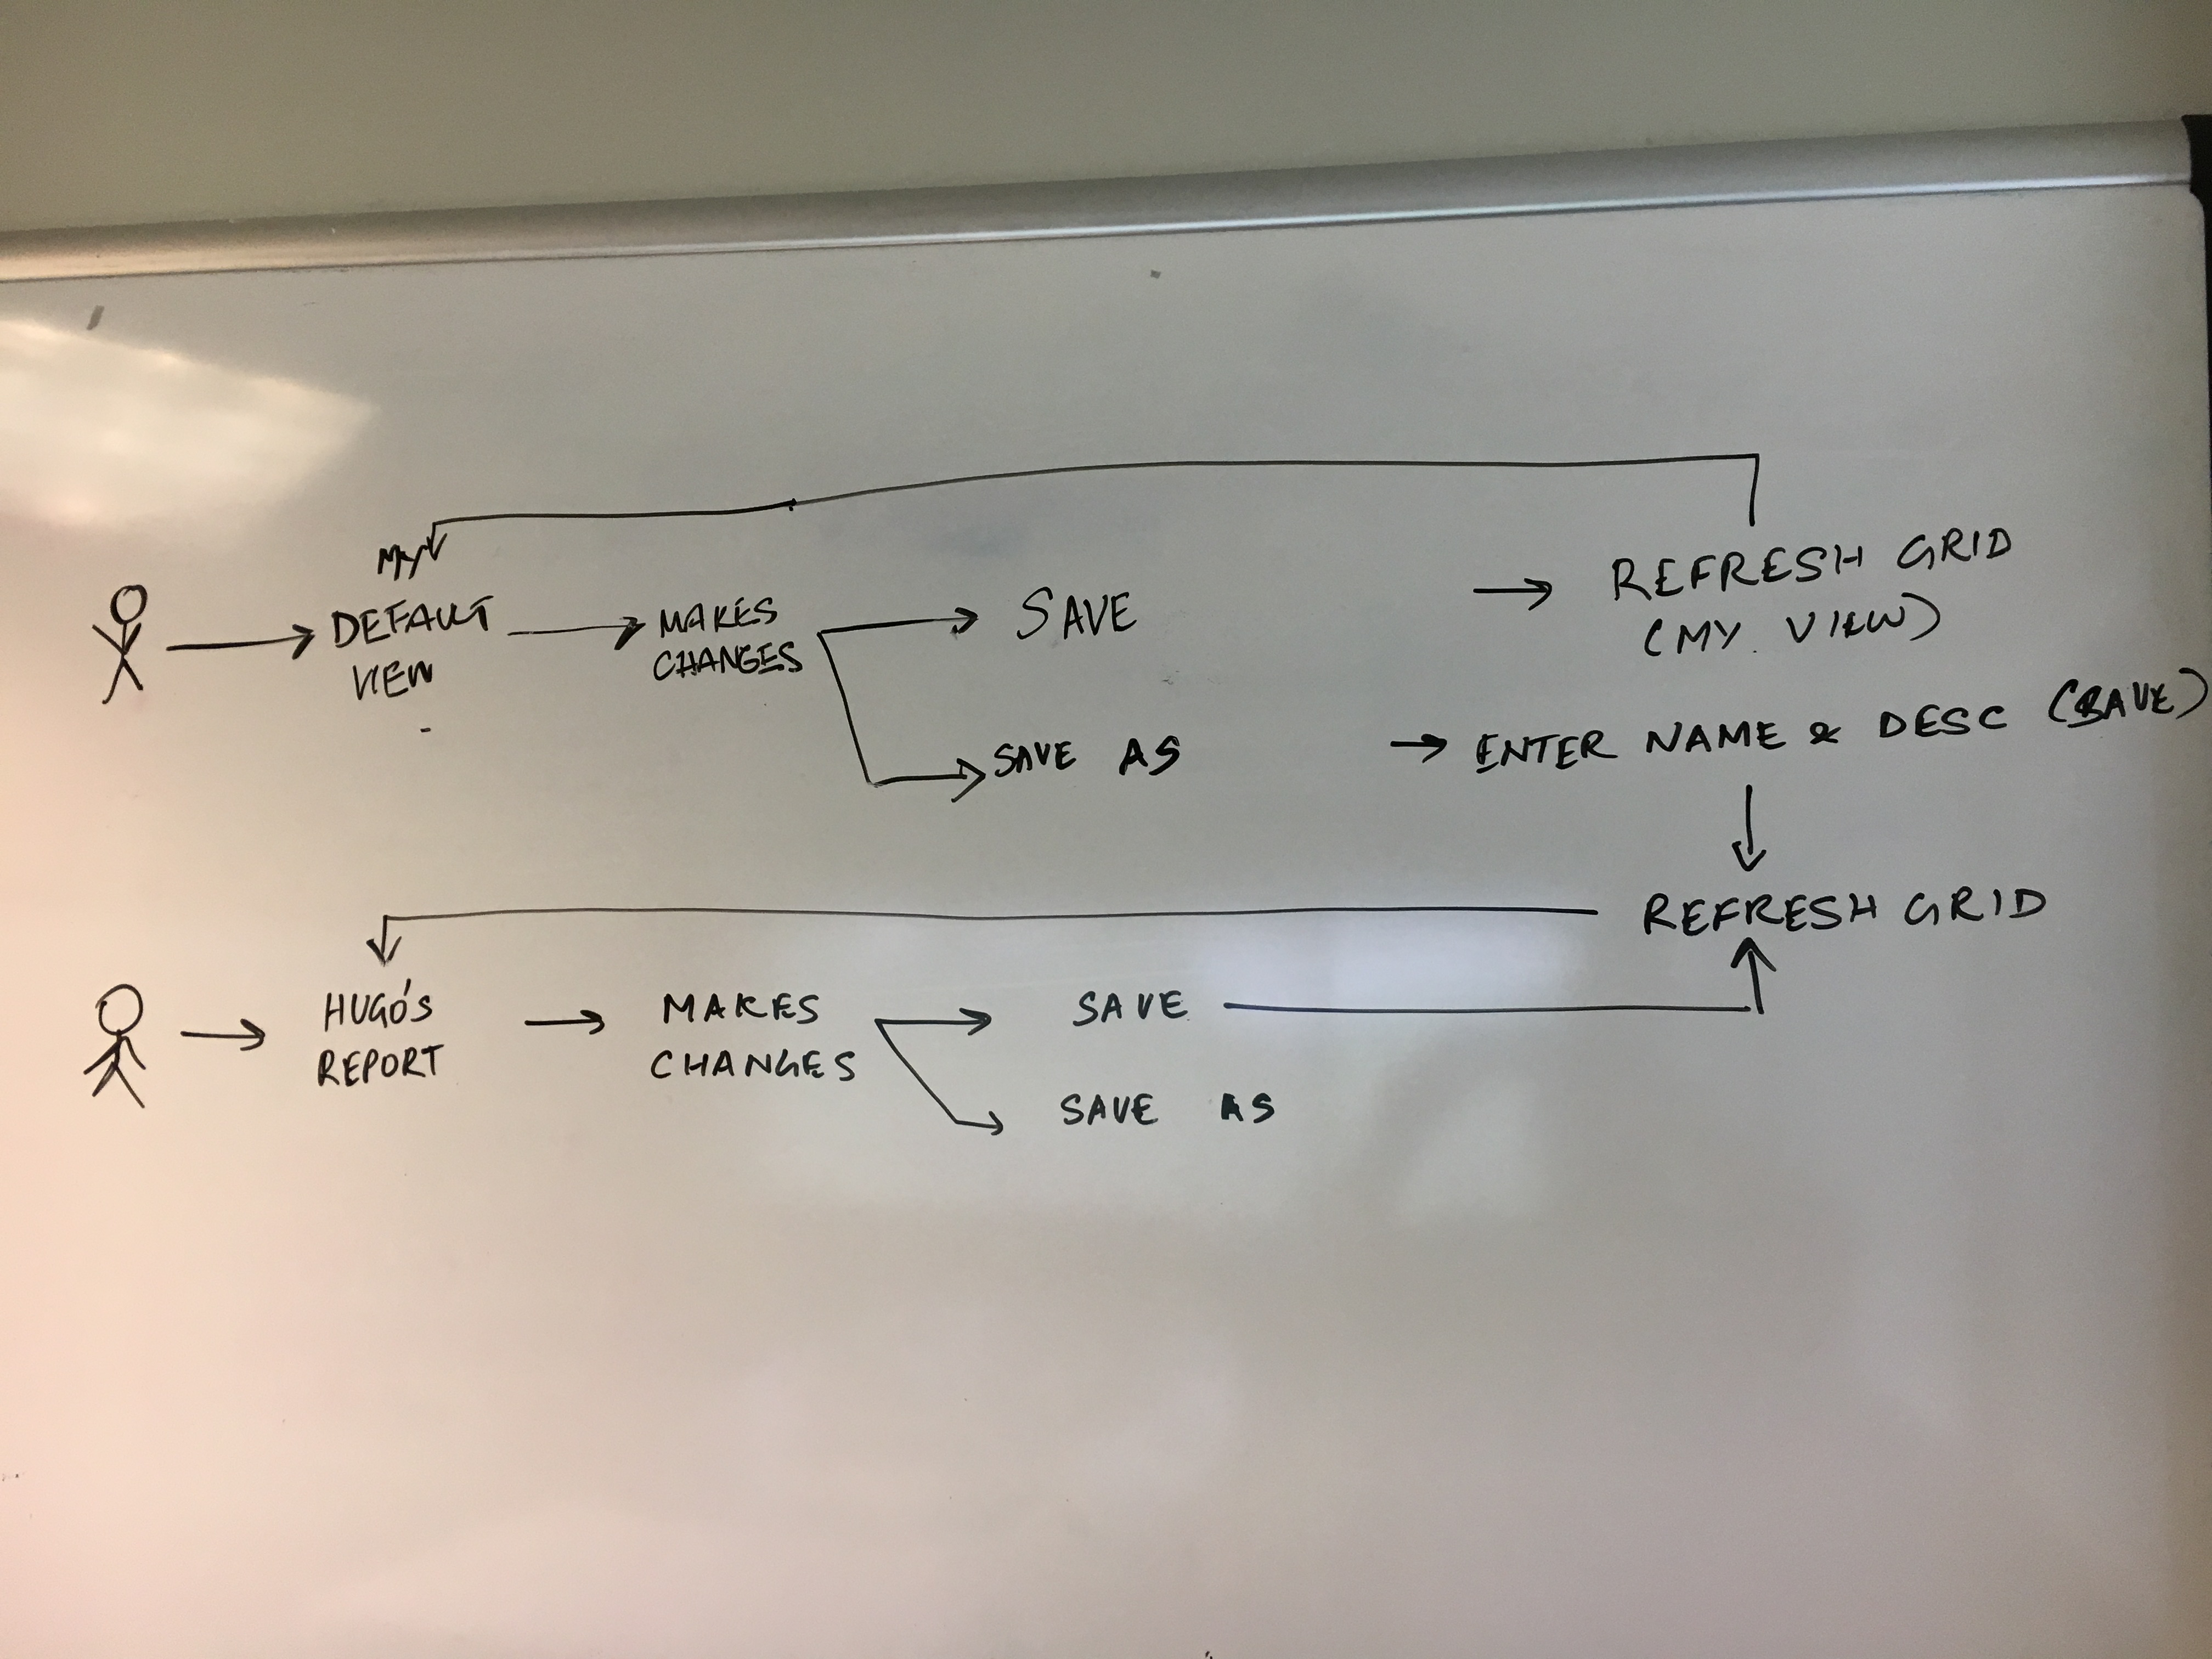 My
DEFAULT
VIEW
MAKES
CHANGES
SAVE
REFRESH GRID
(MY VIEW)
SAVE AS
ENTER NAME & DESC (SAVE)
REFRESH GRID
HUGO'S
REPORT
MAKES
CHANGES
SAVE
SAVE AS